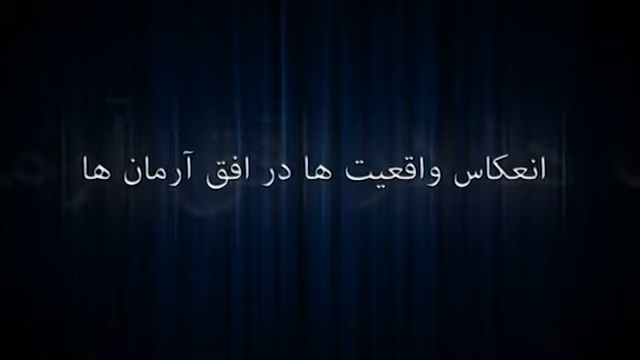 انعکاس واقعیت ها در افق آرمان ها